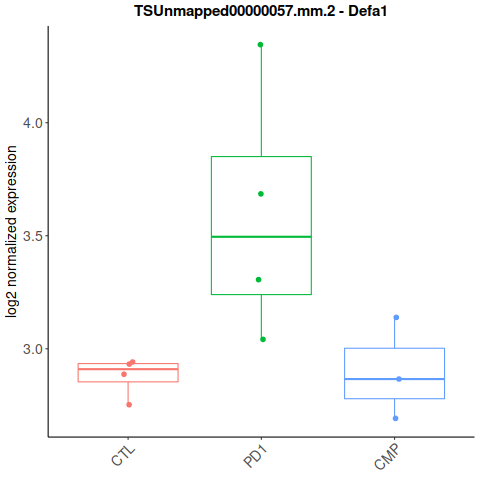 TSUnmapped00000057.mm.2 - Defa1
log2 normalized expression
4.0
3.5
3.0
CTL
PD1
CMP